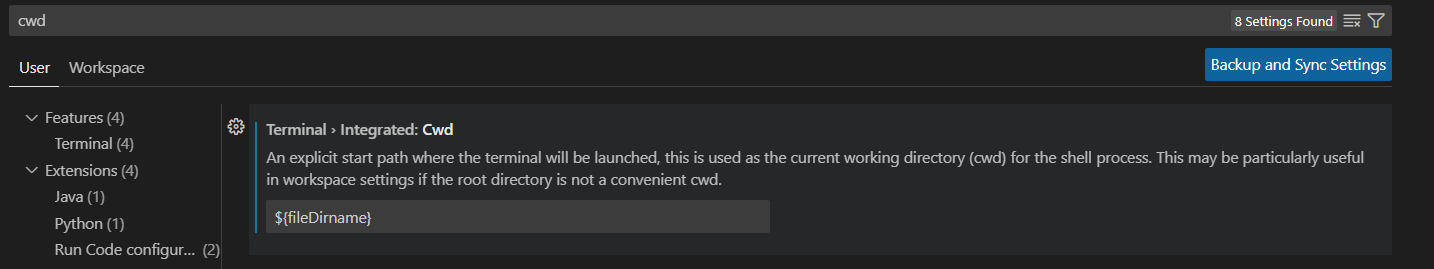 cwd
8 Settings Found
User
Workspace
Backup and Sync Settings
Features (4)
Terminal (4)
Extensions (4)
Java (1)
Python (1)
Run Code configur... (2)
Terminal › Integrated: Cwd
An explicit start path where the terminal will be launched, this is used as the current working directory (cwd) for the shell process. This may be particularly useful
in workspace settings if the root directory is not a convenient cwd.
${fileDirname}